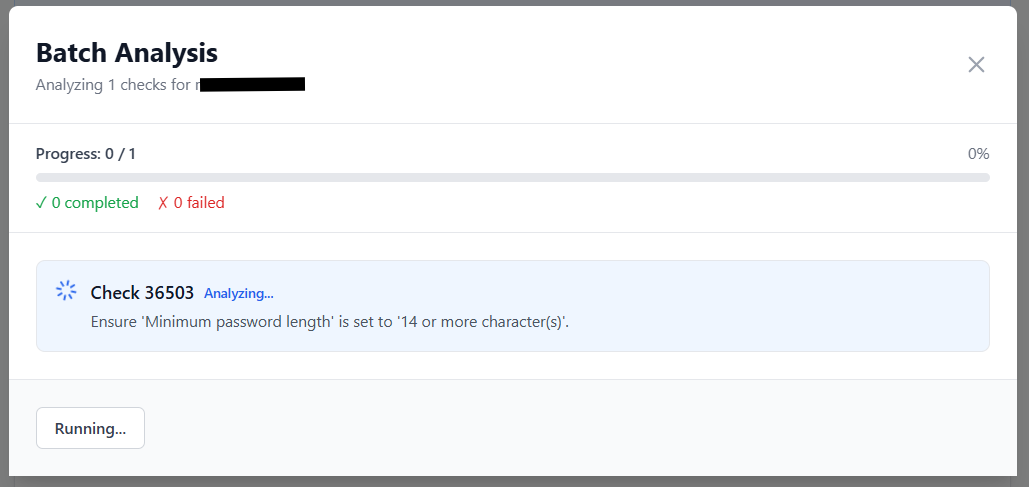 Batch Analysis
Analyzing 1 checks for r
Progress: 0 / 1
0%
✓ 0 completed ✗ 0 failed
Check 36503 Analyzing...
Ensure 'Minimum password length' is set to '14 or more character(s)'.
Running...